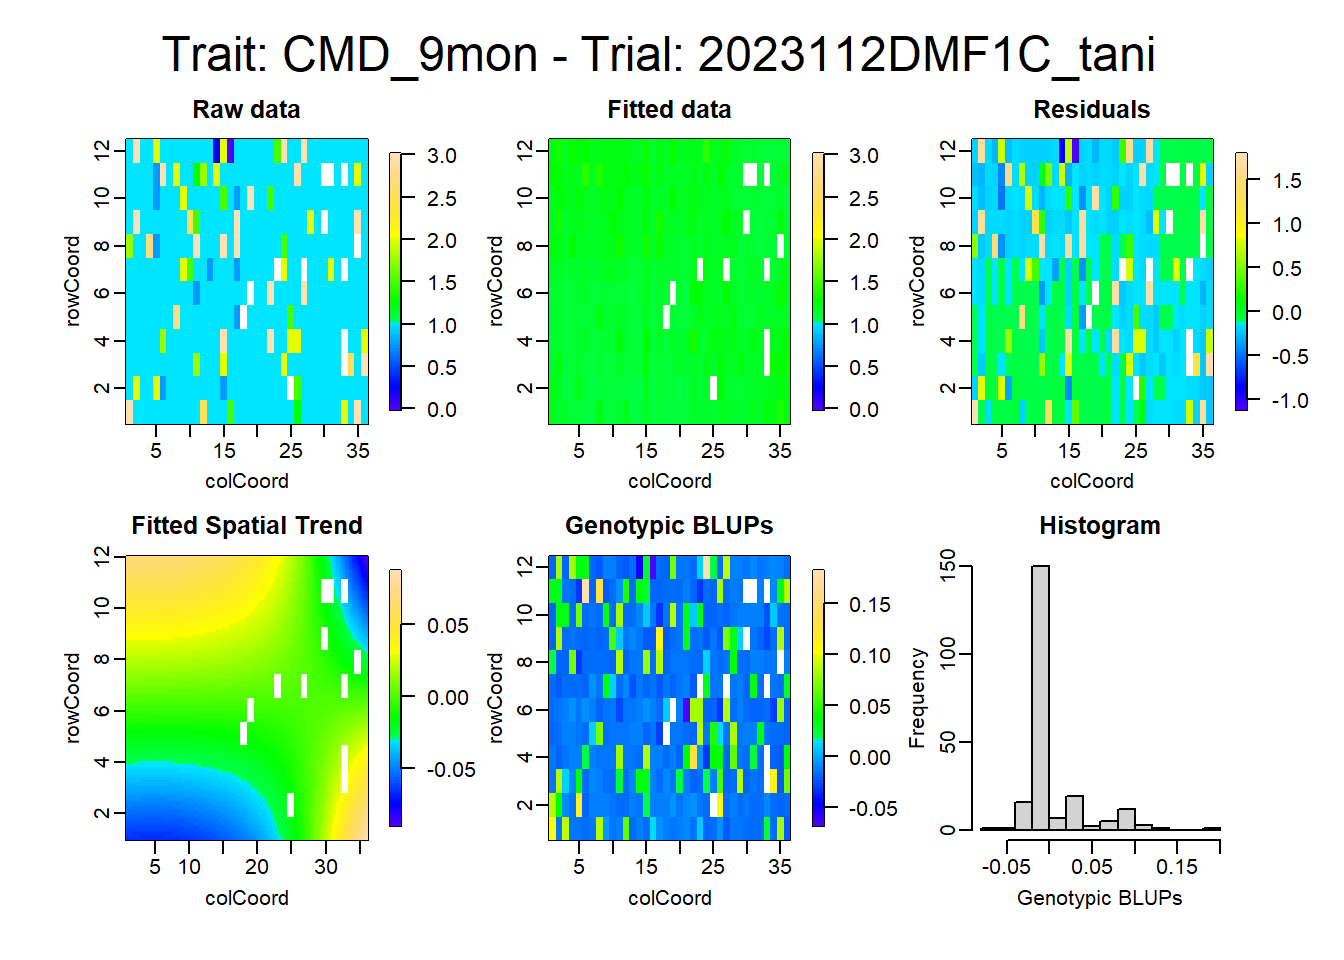 Trait: CMD_9mon - Trial: 2023112DMF1C_tani
Raw data
Fitted data
Residuals
rowCoord
2 4 6 8 10 12
5 15 25 35
colCoord
0.0 0.5 1.0 1.5 2.0 2.5 3.0
rowCoord
2 4 6 8 10 12
5 15 25 35
colCoord
0.0 0.5 1.0 1.5 2.0 2.5 3.0
rowCoord
2 4 6 8 10 12
5 15 25 35
colCoord
-1.0 -0.5 0.0 0.5 1.0 1.5
Fitted Spatial Trend
Genotypic BLUPs
Histogram
rowCoord
2 4 6 8 10 12
5 10 20 30
colCoord
-0.05 0.00 0.05
rowCoord
2 4 6 8 10 12
5 15 25 35
colCoord
-0.05 0.00 0.05 0.10 0.15
Frequency
0 50 100 150
-0.05 0.05 0.15
Genotypic BLUPs